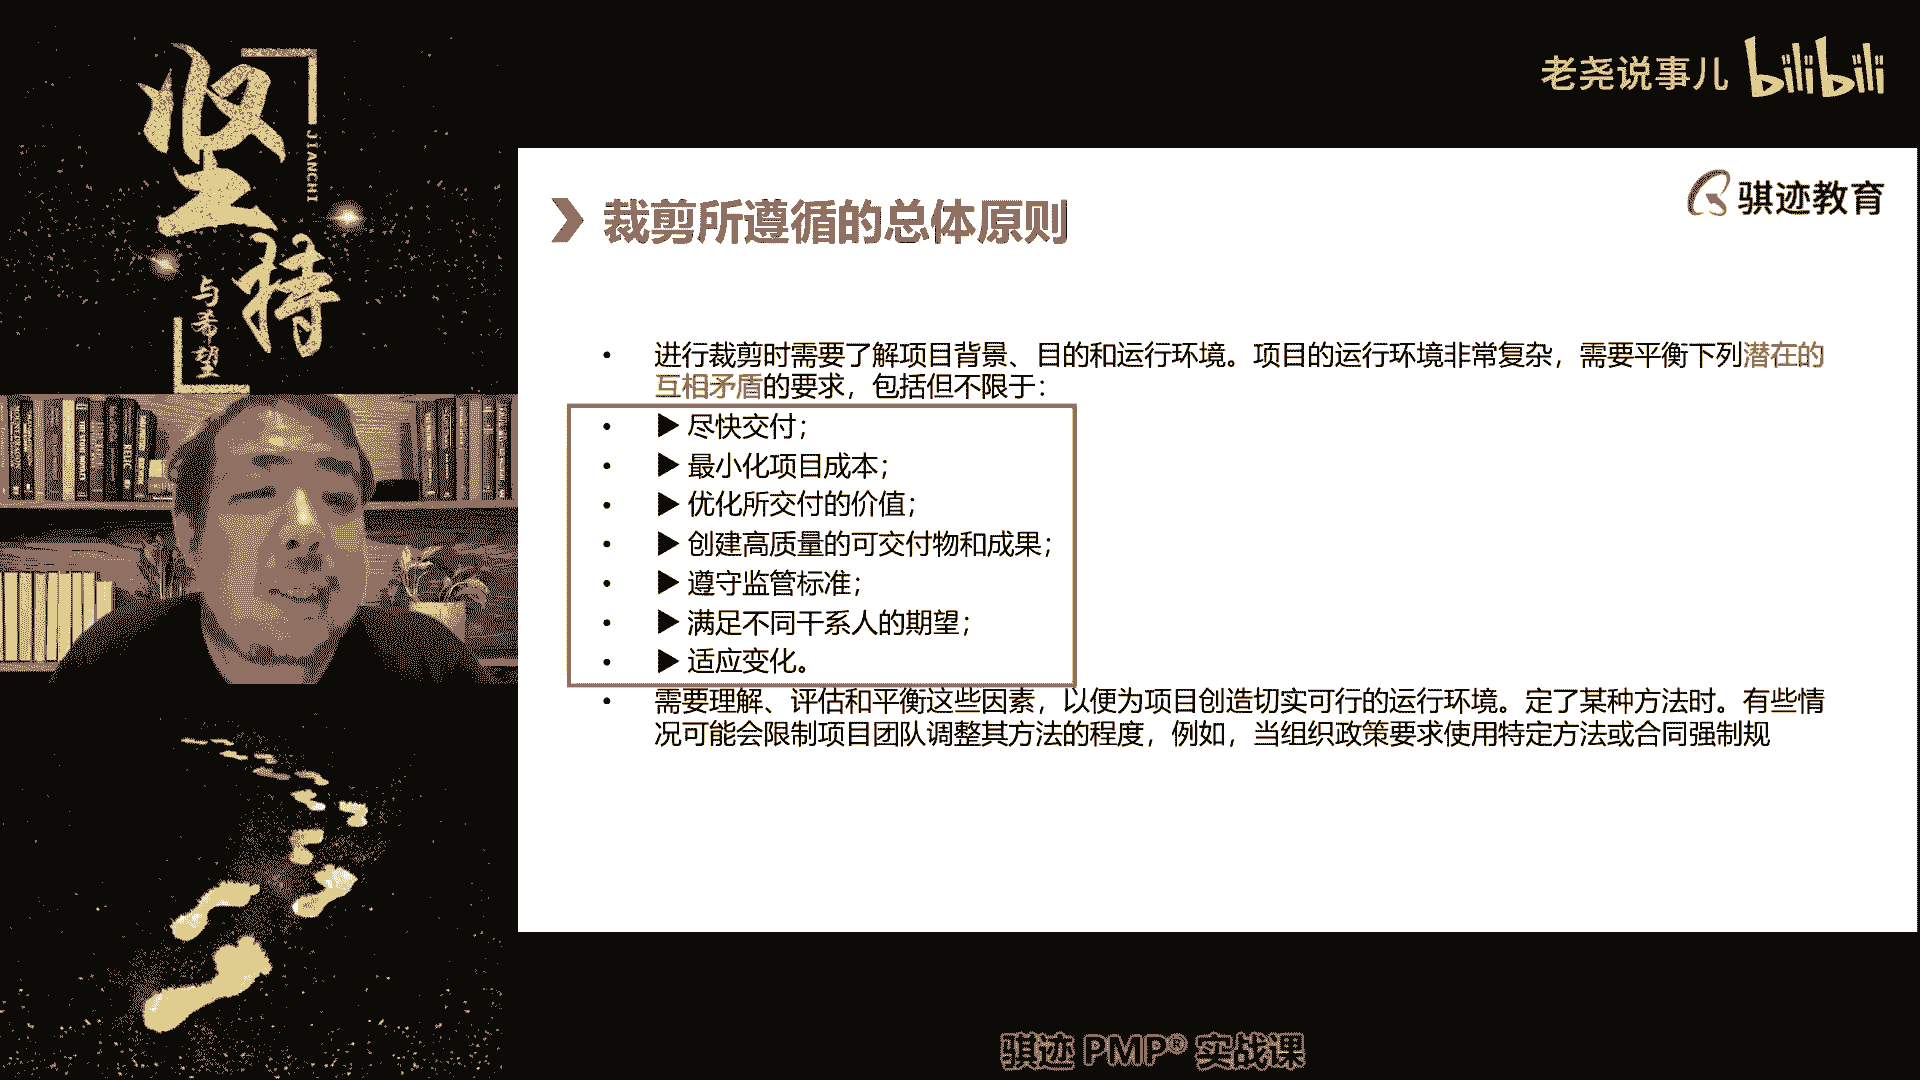 坚持
JIANCHI
与希望
老尧说事儿 bilibili
骐迹教育
裁剪所遵循的总体原则
• 进行裁剪时需要了解项目背景、目的和运行环境。项目的运行环境非常复杂，需要平衡下列潜在的
互相矛盾的要求，包括但不限于：
• ▶ 尽快交付；
• ▶ 最小化项目成本；
• ▶ 优化所交付的价值；
• ▶ 创建高质量的可交付物和成果；
• ▶ 遵守监管标准；
• ▶ 满足不同干系人的期望；
• ▶ 适应变化。
• 需要理解、评估和平衡这些因素，以便为项目创造切实可行的运行环境。定了某种方法时。有些情
况可能会限制项目团队调整其方法的程度，例如，当组织政策要求使用特定方法或合同强制规
骐迹 PMP® 实战课